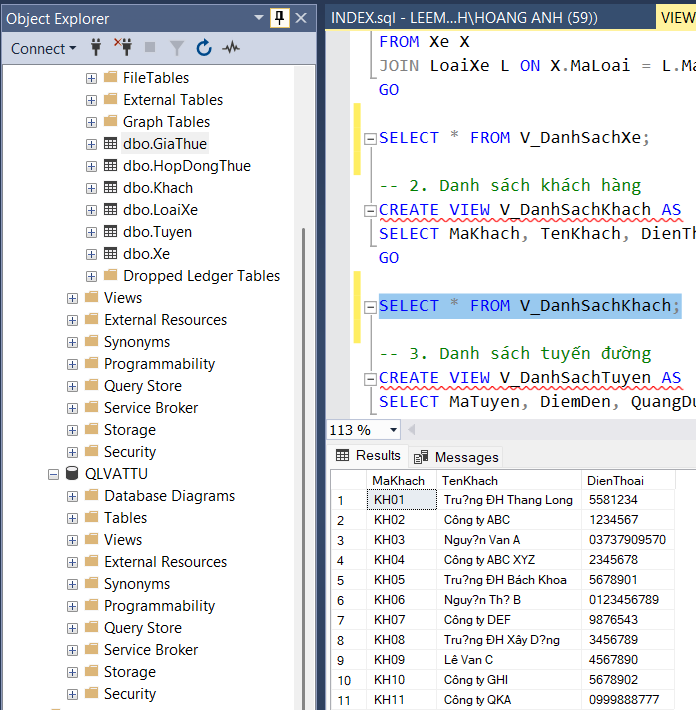 Object Explorer
Connect
FileTables
External Tables
Graph Tables
dbo.GiaThue
dbo.HopDongThue
dbo.Khach
dbo.LoaiXe
dbo.Tuyen
dbo.Xe
Dropped Ledger Tables
Views
External Resources
Synonyms
Programmability
Query Store
Service Broker
Storage
Security
QLVATTU
Database Diagrams
Tables
Views
External Resources
Synonyms
Programmability
Query Store
Service Broker
Storage
Security
INDEX.sql - LEEM...H\HOANG ANH (59))
VIEW
FROM Xe X
JOIN LoaiXe L ON X.MaLoai = L.Ma
GO
SELECT * FROM V_DanhSachXe;
-- 2. Danh sách khách hàng
CREATE VIEW V_DanhSachKhach AS
SELECT MaKhach, TenKhach, DienTh
GO
SELECT * FROM V_DanhSachKhach;
-- 3. Danh sách tuyến đường
CREATE VIEW V_DanhSachTuyen AS
SELECT MaTuyen, DiemDen, QuangDu
113 %
Results
Messages
MaKhach TenKhach DienThoai
1 KH01 Tru?ng ĐH Thang Long 5581234
2 KH02 Công ty ABC 1234567
3 KH03 Nguy?n Van A 03737909570
4 KH04 Công ty ABC XYZ 2345678
5 KH05 Tru?ng ĐH Bách Khoa 5678901
6 KH06 Nguy?n Th? B 0123456789
7 KH07 Công ty DEF 9876543
8 KH08 Tru?ng ĐH Xây D?ng 3456789
9 KH09 Lê Van C 4567890
10 KH10 Công ty GHI 5678902
11 KH11 Công ty QKA 0999888777